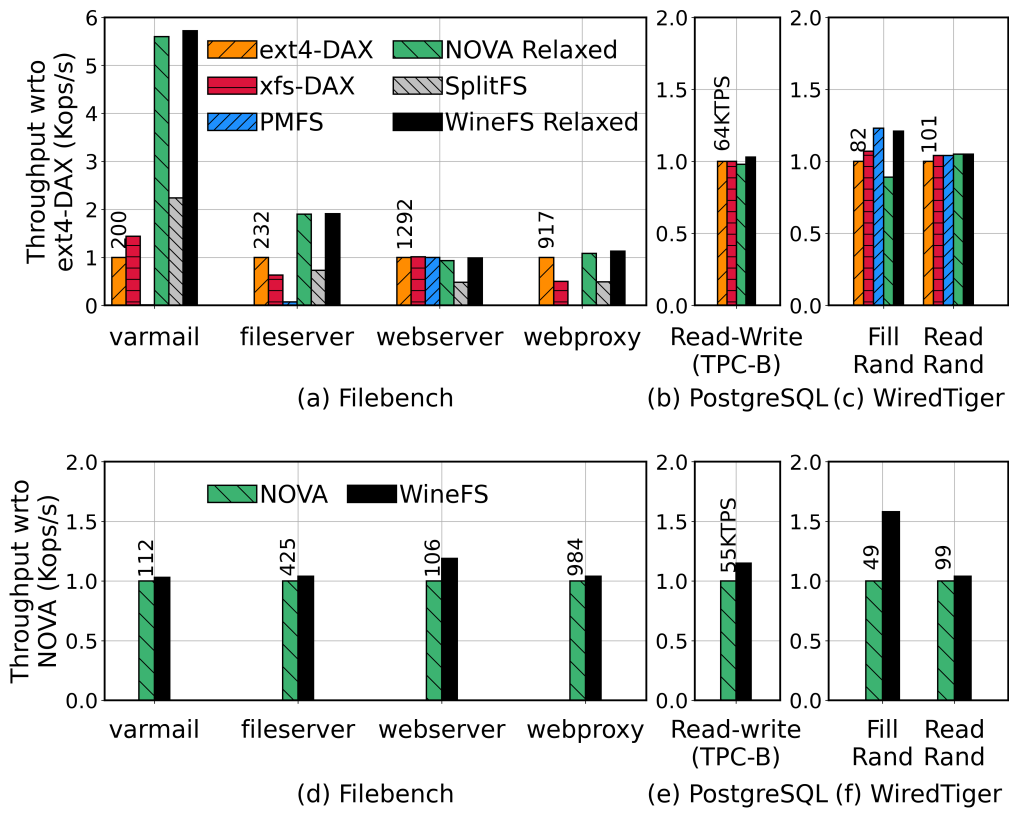 Throughput wrto
ext4-DAX (Kops/s)
6
5
4
3
2
1
0
ext4-DAX
xfs-DAX
PMFS
NOVA Relaxed
SplitFS
WineFS Relaxed
200
232
1292
917
varmail
fileserver
webserver
webproxy
(a) Filebench
2.0
1.5
1.0
0.5
0.0
64KTPS
Read-Write
(TPC-B)
(b) PostgreSQL
2.0
1.5
1.0
0.5
0.0
82
101
Fill
Rand
Read
Rand
(c) WiredTiger
Throughput wrto
NOVA (Kops/s)
2.0
1.5
1.0
0.5
0.0
NOVA
WineFS
112
425
106
984
varmail
fileserver
webserver
webproxy
(d) Filebench
2.0
1.5
1.0
0.5
0.0
55KTPS
Read-write
(TPC-B)
(e) PostgreSQL
2.0
1.5
1.0
0.5
0.0
49
99
Fill
Rand
Read
Rand
(f) WiredTiger